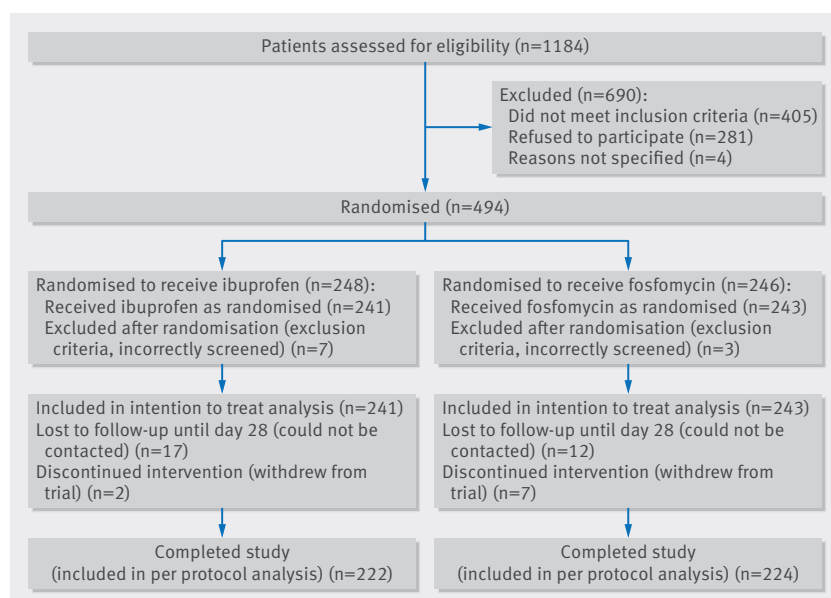 Patients assessed for eligibility (n=1184)
Excluded (n=690):
Did not meet inclusion criteria (n=405)
Refused to participate (n=281)
Reasons not specified (n=4)
Randomised (n=494)
Randomised to receive ibuprofen (n=248):
Received ibuprofen as randomised (n=241)
Excluded after randomisation (exclusion
criteria, incorrectly screened) (n=7)
Randomised to receive fosfomycin (n=246):
Received fosfomycin as randomised (n=243)
Excluded after randomisation (exclusion
criteria, incorrectly screened) (n=3)
Included in intention to treat analysis (n=241)
Lost to follow-up until day 28 (could not be
contacted) (n=17)
Discontinued intervention (withdrew from
trial) (n=2)
Included in intention to treat analysis (n=243)
Lost to follow-up until day 28 (could not be
contacted) (n=12)
Discontinued intervention (withdrew from
trial) (n=7)
Completed study
(included in per protocol analysis) (n=222)
Completed study
(included in per protocol analysis) (n=224)